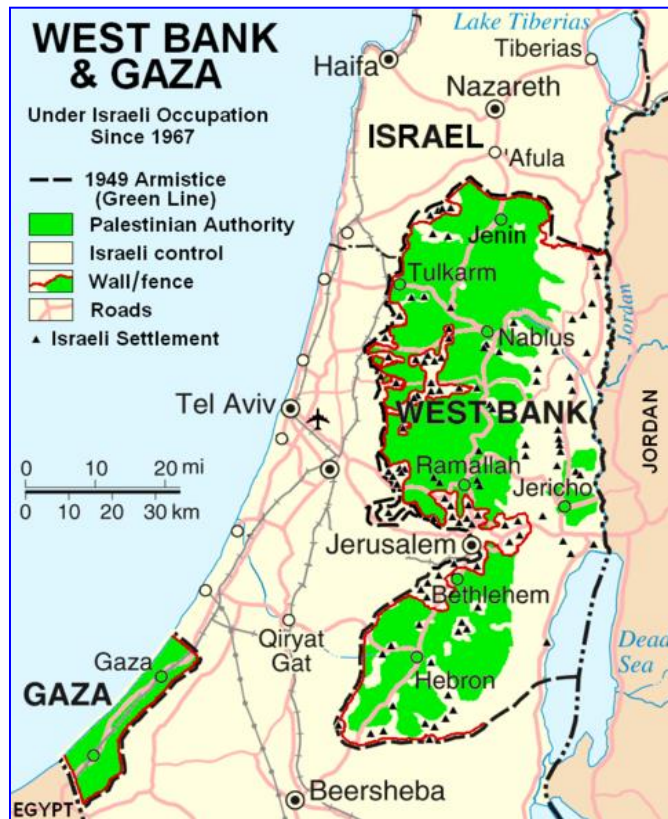 WEST BANK
& GAZA
Under Israeli Occupation
Since 1967
1949 Armistice
(Green Line)
Palestinian Authority
Israeli control
Wall/fence
Roads
Israeli Settlement
Lake Tiberias
Tiberias
Haifa
Nazareth
ISRAEL
'Afula
Jenin
Tulkarm
Nablus
Jordan
Tel Aviv
WEST BANK
JORDAN
0 10 20 mi
0 10 20 30 km
Ramallah
Jericho
Jerusalem
Bethlehem
Qiryat
Gat
Dead
Sea
Gaza
GAZA
Hebron
Beersheba
EGYPT